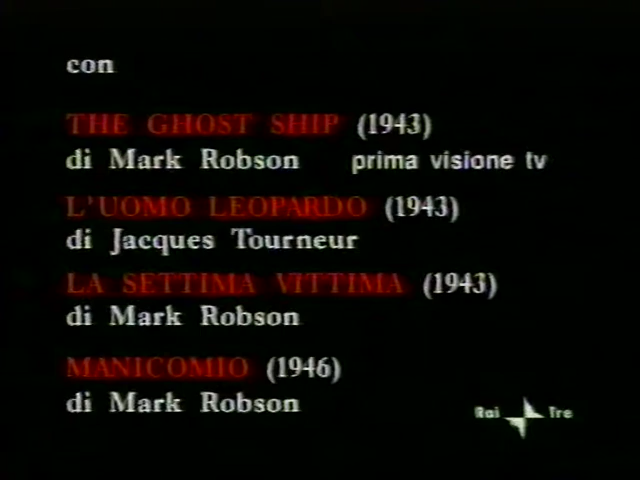 con
THE GHOST SHIP (1943)
di Mark Robson prima visione tv
L'UOMO LEOPARDO (1943)
di Jacques Tourneur
LA SETTIMA VITTIMA (1943)
di Mark Robson
MANICOMIO (1946)
di Mark Robson
Rai Tre